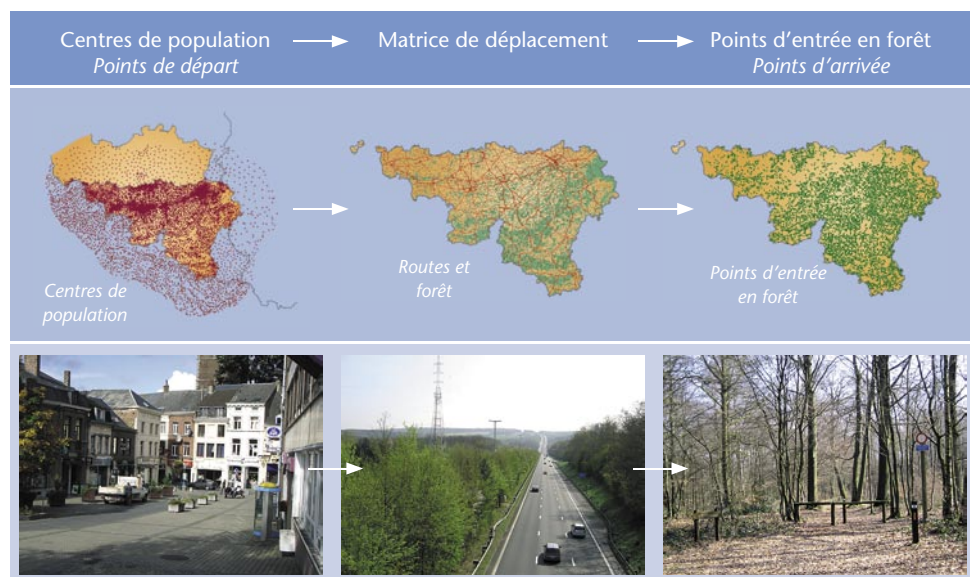 Centres de population
Points de départ
Matrice de déplacement
Points d'entrée en forêt
Points d'arrivée
Centres de
population
Routes et
forêt
Points d'entrée
en forêt